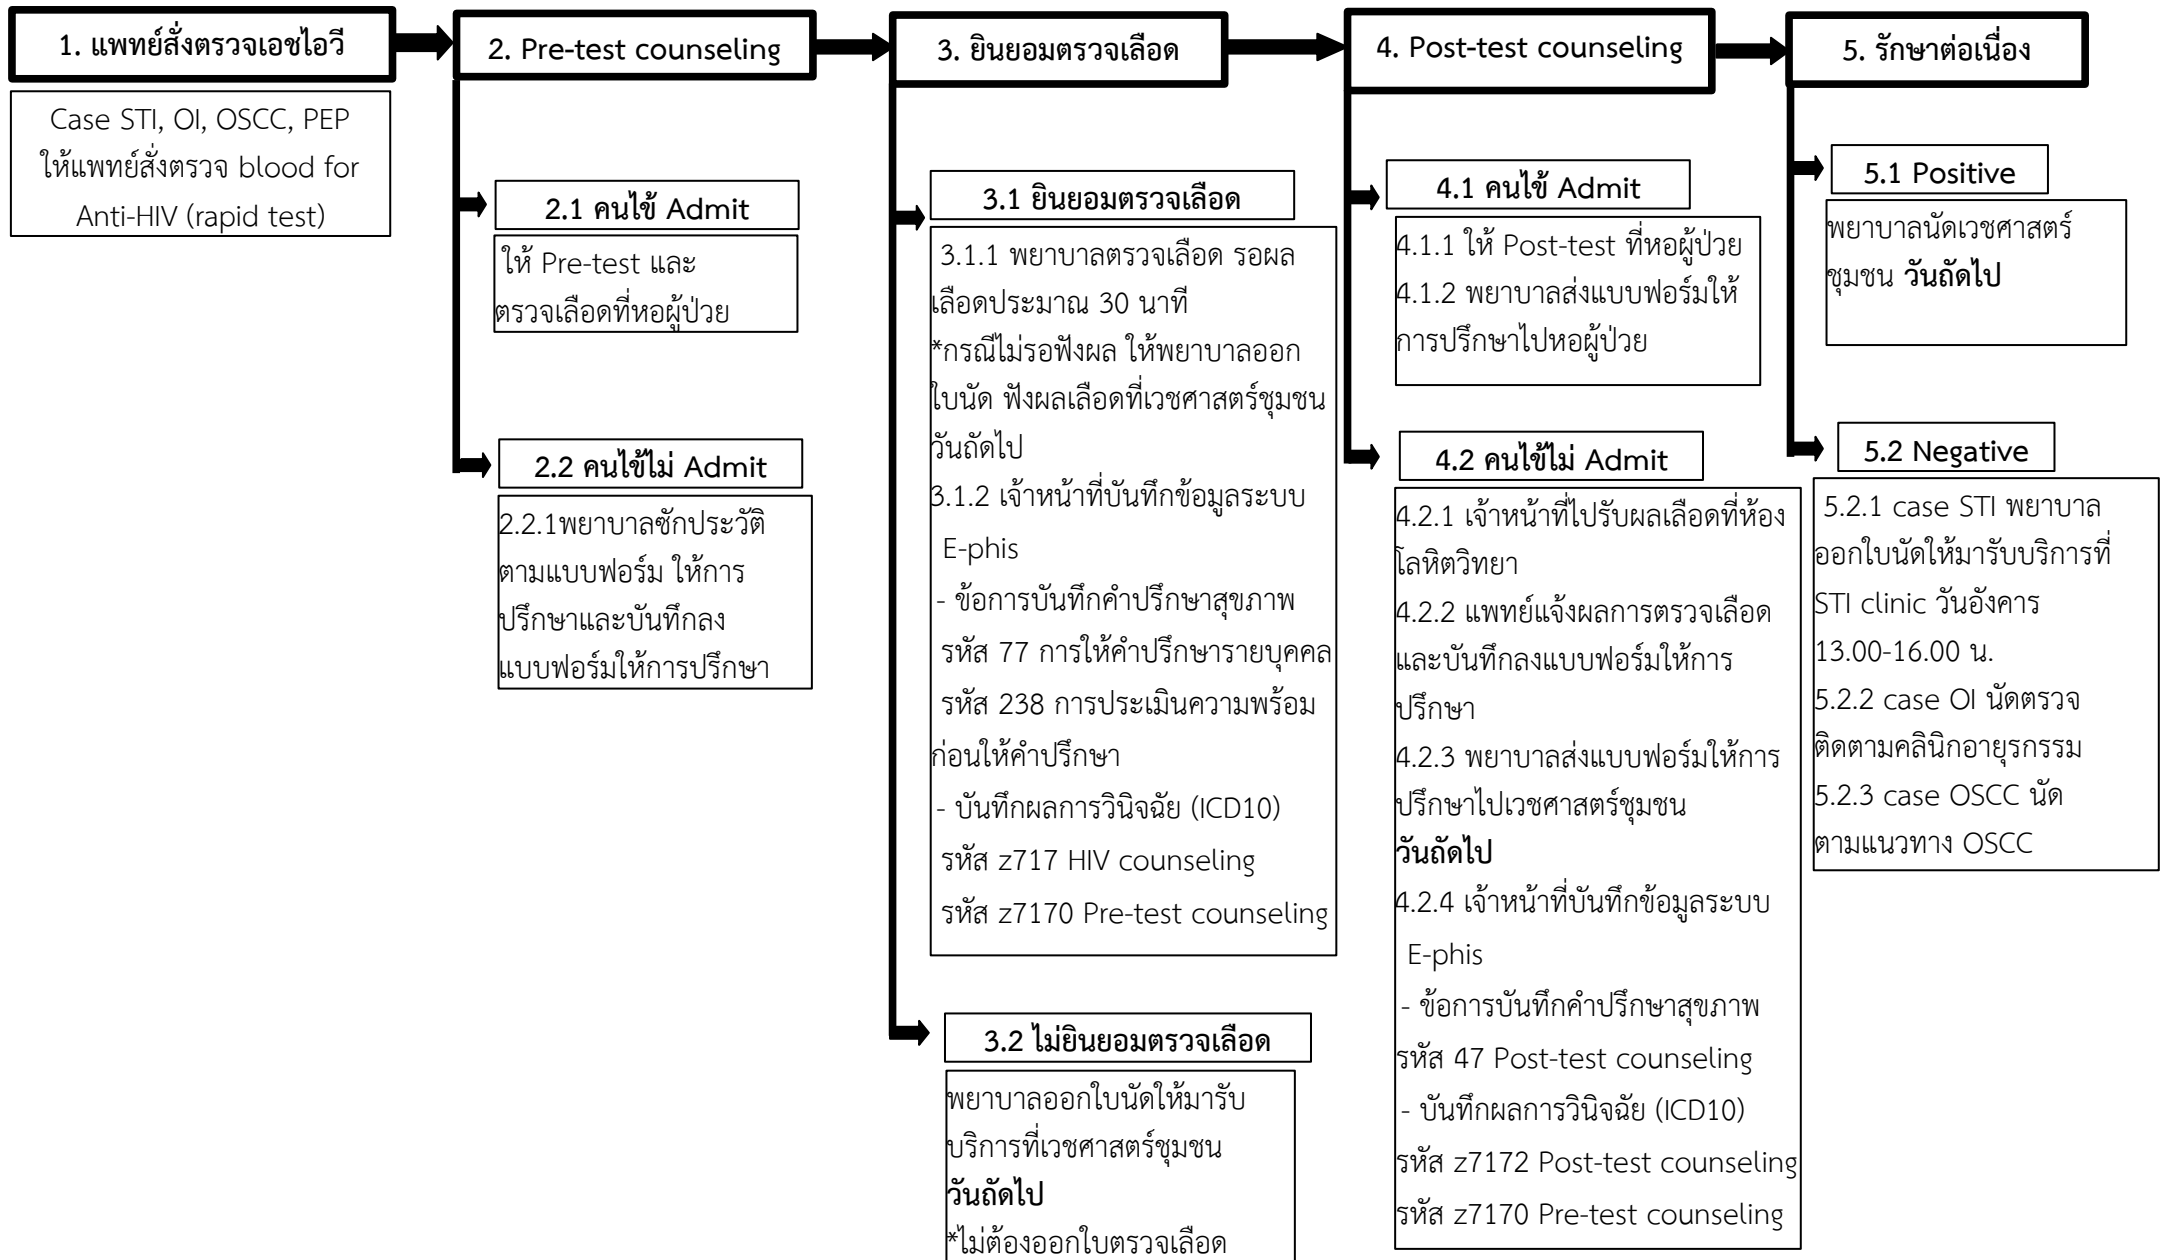 1. แพทย์สั่งตรวจเอชไอวี
Case STI, OI, OSCC, PEP
ให้แพทย์สั่งตรวจ blood for
Anti-HIV (rapid test)
2. Pre-test counseling
2.1 คนไข้ Admit
ให้ Pre-test และ
ตรวจเลือดที่หอผู้ป่วย
2.2 คนไข้ไม่ Admit
2.2.1พยาบาลซักประวัติ
ตามแบบฟอร์ม ให้การ
ปรึกษาและบันทึกลง
แบบฟอร์มให้การปรึกษา
3. ยินยอมตรวจเลือด
3.1 ยินยอมตรวจเลือด
3.1.1 พยาบาลตรวจเลือด รอผล
เลือดประมาณ 30 นาที
*กรณีไม่รอฟังผล ให้พยาบาลออก
ใบนัด ฟังผลเลือดที่เวชศาสตร์ชุมชน
วันถัดไป
3.1.2 เจ้าหน้าที่บันทึกข้อมูลระบบ
E-phis
- ข้อการบันทึกคำปรึกษาสุขภาพ
รหัส 77 การให้คำปรึกษารายบุคคล
รหัส 238 การประเมินความพร้อม
ก่อนให้คำปรึกษา
- บันทึกผลการวินิจฉัย (ICD10)
รหัส z717 HIV counseling
รหัส z7170 Pre-test counseling
3.2 ไม่ยินยอมตรวจเลือด
พยาบาลออกใบนัดให้มารับ
บริการที่เวชศาสตร์ชุมชน
วันถัดไป
*ไม่ต้องออกใบตรวจเลือด
4. Post-test counseling
4.1 คนไข้ Admit
4.1.1 ให้ Post-test ที่หอผู้ป่วย
4.1.2 พยาบาลส่งแบบฟอร์มให้
การปรึกษาไปหอผู้ป่วย
4.2 คนไข้ไม่ Admit
4.2.1 เจ้าหน้าที่ไปรับผลเลือดที่ห้อง
โลหิตวิทยา
4.2.2 แพทย์แจ้งผลการตรวจเลือด
และบันทึกลงแบบฟอร์มให้การ
ปรึกษา
4.2.3 พยาบาลส่งแบบฟอร์มให้การ
ปรึกษาไปเวชศาสตร์ชุมชน
วันถัดไป
4.2.4 เจ้าหน้าที่บันทึกข้อมูลระบบ
E-phis
- ข้อการบันทึกคำปรึกษาสุขภาพ
รหัส 47 Post-test counseling
- บันทึกผลการวินิจฉัย (ICD10)
รหัส z7172 Post-test counseling
รหัส z7170 Pre-test counseling
5. รักษาต่อเนื่อง
5.1 Positive
พยาบาลนัดเวชศาสตร์
ชุมชน วันถัดไป
5.2 Negative
5.2.1 case STI พยาบาล
ออกใบนัดให้มารับบริการที่
STI clinic วันอังคาร
13.00-16.00 น.
5.2.2 case OI นัดตรวจ
ติดตามคลินิกอายุรกรรม
5.2.3 case OSCC นัด
ตามแนวทาง OSCC